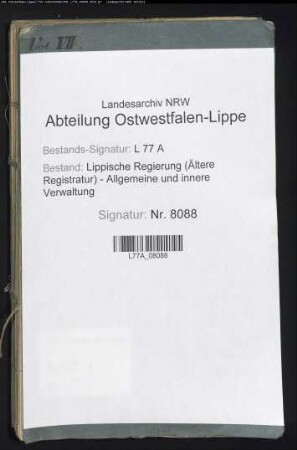 Landesarchiv NRW
Abteilung Ostwestfalen-Lippe
Bestands-Signatur: L 77 A
Bestand: Lippische Regierung (Ältere
Registratur) - Allgemeine und innere
Verwaltung
Signatur: Nr. 8088
L77A_08088